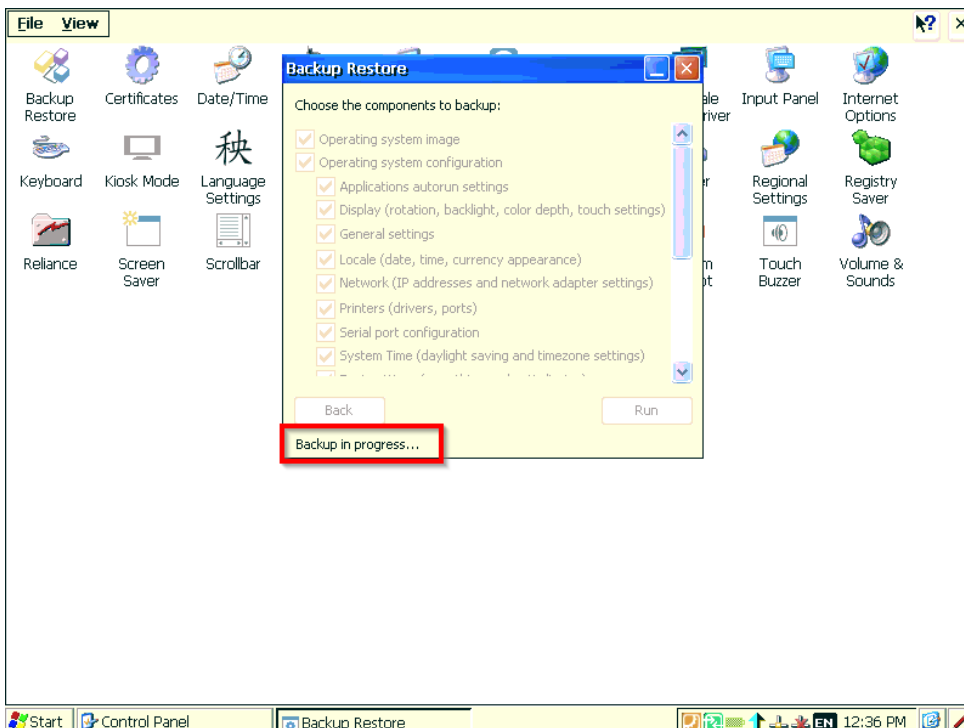 File View
Backup Restore
Choose the components to backup:
Operating system image
Operating system configuration
Applications autorun settings
Display (rotation, backlight, color depth, touch settings)
General settings
Locale (date, time, currency appearance)
Network (IP addresses and network adapter settings)
Printers (drivers, ports)
Serial port configuration
System Time (daylight saving and timezone settings)
Back Run
Backup in progress...
Backup
Restore
Certificates
Date/Time
Input Panel
Internet
Options
Keyboard
Kiosk Mode
秧
Language
Settings
Regional
Settings
Registry
Saver
Reliance
Screen
Saver
Scrollbar
Touch
Buzzer
Volume &
Sounds
Start Control Panel Backup Restore EN 12:36 PM